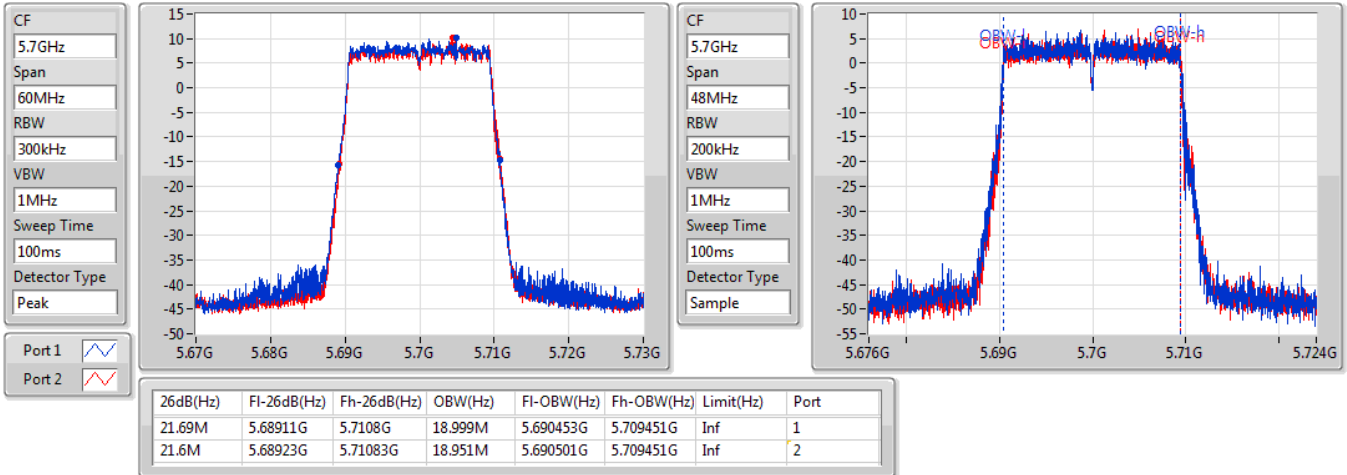 CF
5.7GHz
Span
60MHz
RBW
300kHz
VBW
1MHz
Sweep Time
100ms
Detector Type
Peak
Port 1
Port 2
15
10
5
0
-5
-10
-15
-20
-25
-30
-35
-40
-45
-50
5.67G 5.68G 5.69G 5.7G 5.71G 5.72G 5.73G
CF
5.7GHz
Span
48MHz
RBW
200kHz
VBW
1MHz
Sweep Time
100ms
Detector Type
Sample
10
5
0
-5
-10
-15
-20
-25
-30
-35
-40
-45
-50
-55
OBW-l OBW-h
OBW-l OBW-h
5.676G 5.69G 5.7G 5.71G 5.724G
26dB(Hz) Fl-26dB(Hz) Fh-26dB(Hz) OBW(Hz) Fl-OBW(Hz) Fh-OBW(Hz) Limit(Hz) Port
21.69M 5.68911G 5.7108G 18.999M 5.690453G 5.709451G Inf 1
21.6M 5.68923G 5.71083G 18.951M 5.690501G 5.709451G Inf 2